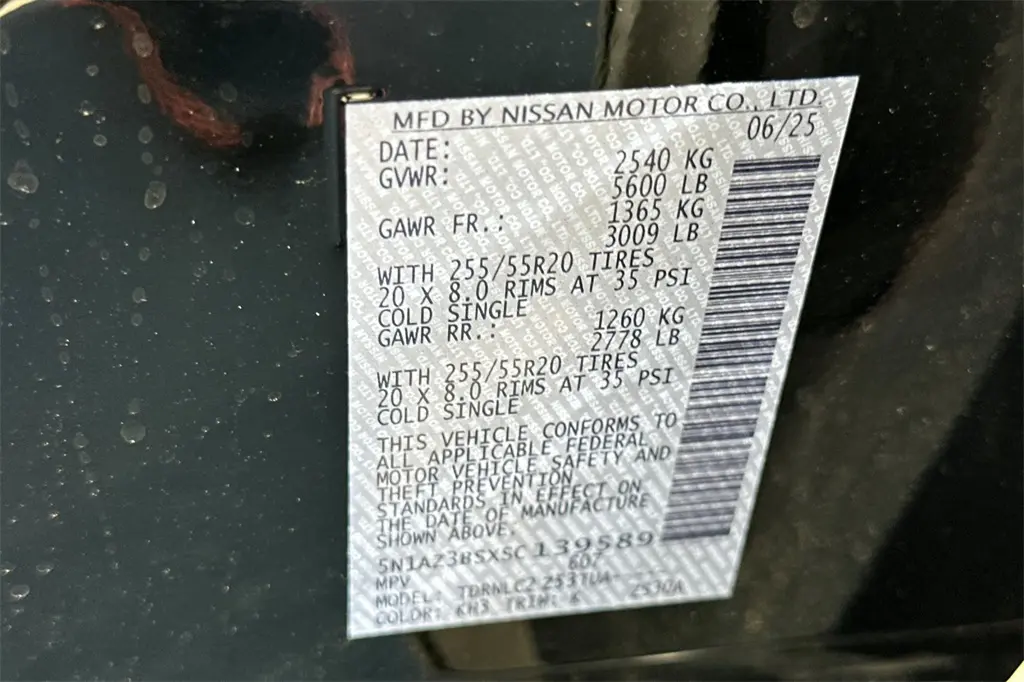 MFD BY NISSAN MOTOR CO., LTD.
DATE: 06/25
GVWR: 2540 KG
5600 LB
GAWR FR.: 1365 KG
3009 LB
WITH 255/55R20 TIRES
20 X 8.0 RIMS AT 35 PSI
COLD SINGLE
GAWR RR.: 1260 KG
2778 LB
WITH 255/55R20 TIRES
20 X 8.0 RIMS AT 35 PSI
COLD SINGLE
THIS VEHICLE CONFORMS TO
ALL APPLICABLE FEDERAL
MOTOR VEHICLE SAFETY AND
THEFT PREVENTION
STANDARDS IN EFFECT ON
THE DATE OF MANUFACTURE
SHOWN ABOVE.
5N1AZ3BSXSC139589
MPV 607
MODEL:
COLOR: KH3 TRIM: